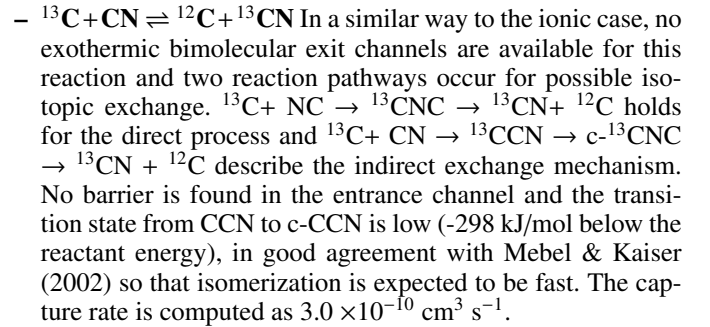 – ¹³C+CN ⇌ ¹²C+¹³CN In a similar way to the ionic case, no
exothermic bimolecular exit channels are available for this
reaction and two reaction pathways occur for possible iso-
topic exchange. ¹³C+ NC → ¹³CNC → ¹³CN+ ¹²C holds
for the direct process and ¹³C+ CN → ¹³CCN → c-¹³CNC
→ ¹³CN + ¹²C describe the indirect exchange mechanism.
No barrier is found in the entrance channel and the transi-
tion state from CCN to c-CCN is low (-298 kJ/mol below the
reactant energy), in good agreement with Mebel & Kaiser
(2002) so that isomerization is expected to be fast. The cap-
ture rate is computed as 3.0 ×10⁻¹⁰ cm³ s⁻¹.